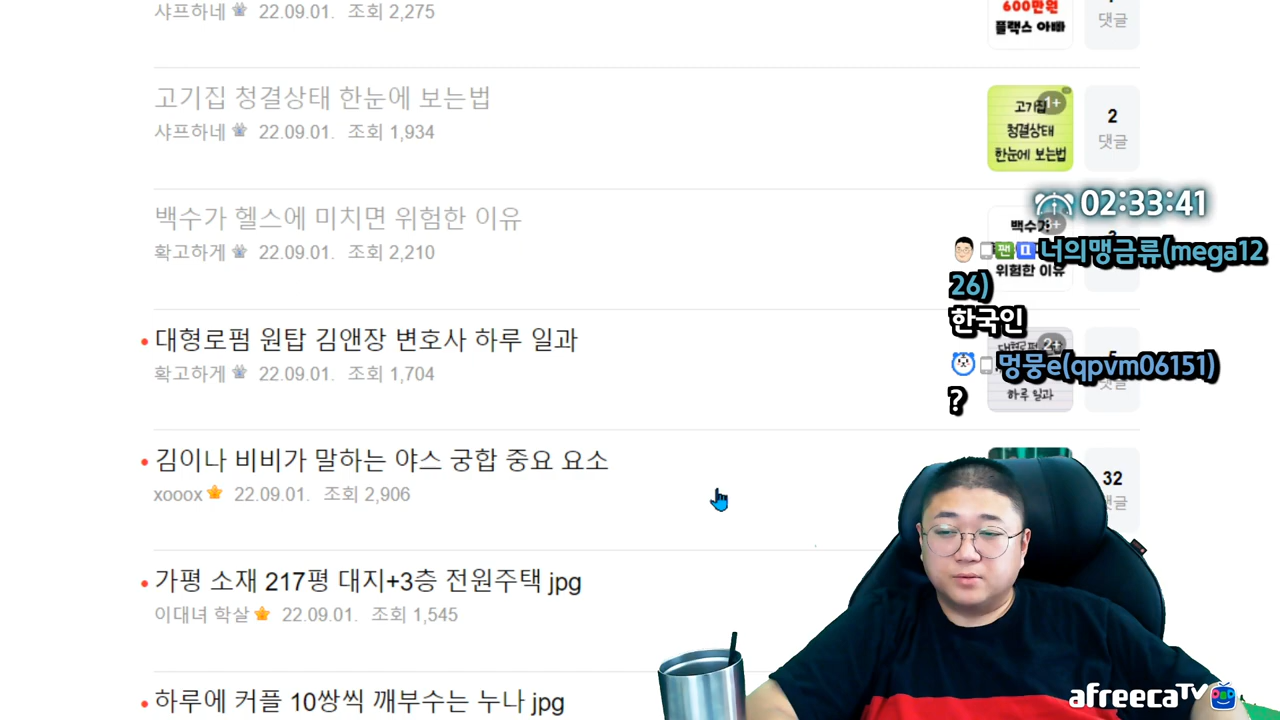 샤프하네 22.09.01. 조회 2,275
600만원
플랙스 아빠
댓글
고기집 청결상태 한눈에 보는법
샤프하네 22.09.01. 조회 1,934
고기집 1+
청결상태
한눈에 보는법
2
댓글
02:33:41
백수가 헬스에 미치면 위험한 이유
확고하게 22.09.01. 조회 2,210
백수가
위험한 이유
팬 너의맹금류(mega12
26)
한국인
대형로펌 원탑 김앤장 변호사 하루 일과
확고하게 22.09.01. 조회 1,704
2+
하루 일과
멍뭉e(qpvm06151)
?
김이나 비비가 말하는 야스 궁합 중요 요소
xooox 22.09.01. 조회 2,906
32
댓글
가평 소재 217평 대지+3층 전원주택 jpg
이대녀 학살 22.09.01. 조회 1,545
하루에 커플 10쌍씩 깨부수는 누나 jpg
afreecaTV